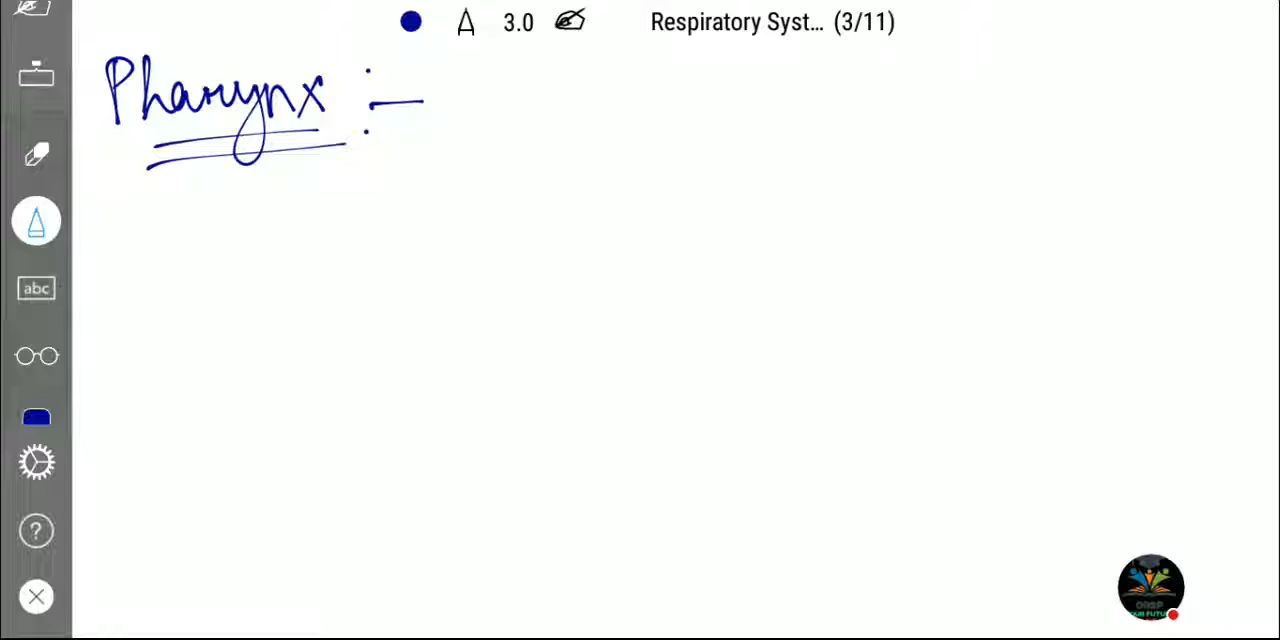 3.0 Respiratory Syst... (3/11)
Pharynx :-
abc
?